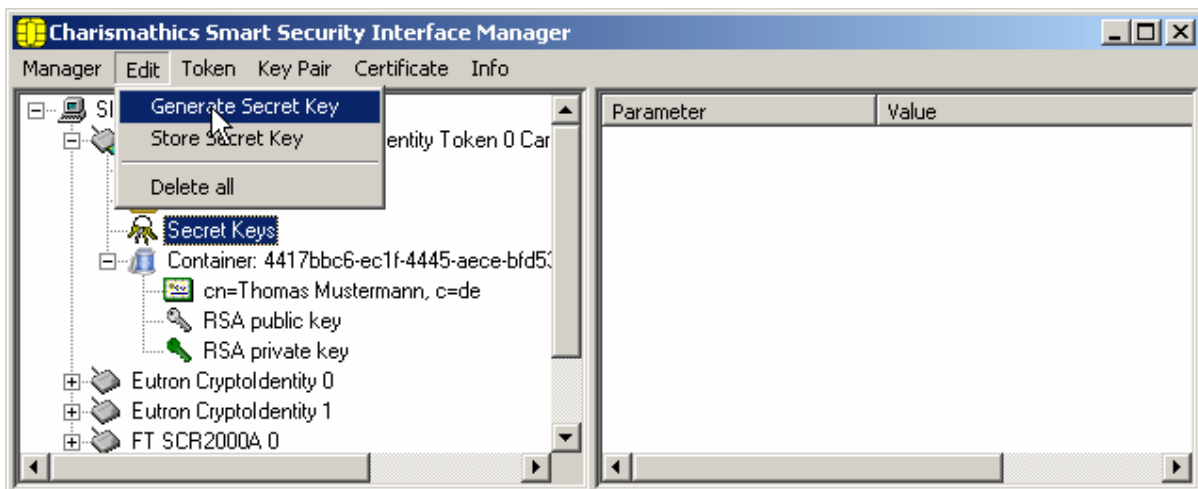 Charismathics Smart Security Interface Manager
Manager Edit Token Key Pair Certificate Info
Generate Secret Key
Store Secret Key
Delete all
Parameter Value
entity Token 0 Car
Secret Keys
Container: 4417bbc6-ec1f-4445-aece-bfd53
cn=Thomas Mustermann, c=de
RSA public key
RSA private key
Eutron CryptoIdentity 0
Eutron CryptoIdentity 1
FT SCR2000A 0